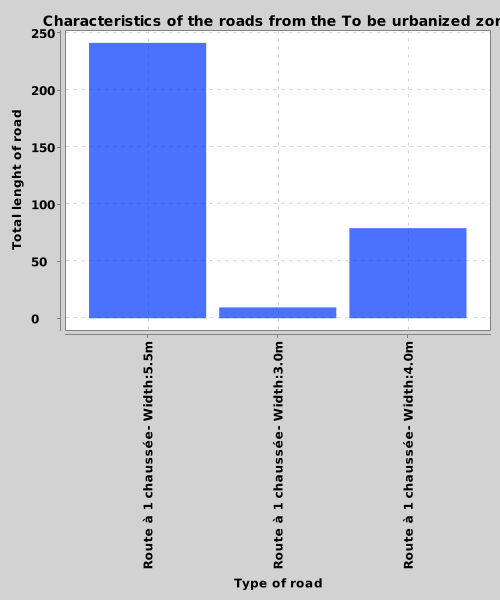 Characteristics of the roads from the To be urbanized
Total lenght of road
250
200
150
100
50
0
Route à 1 chaussée- Width:5.5m
Route à 1 chaussée- Width:3.0m
Route à 1 chaussée- Width:4.0m
Type of road